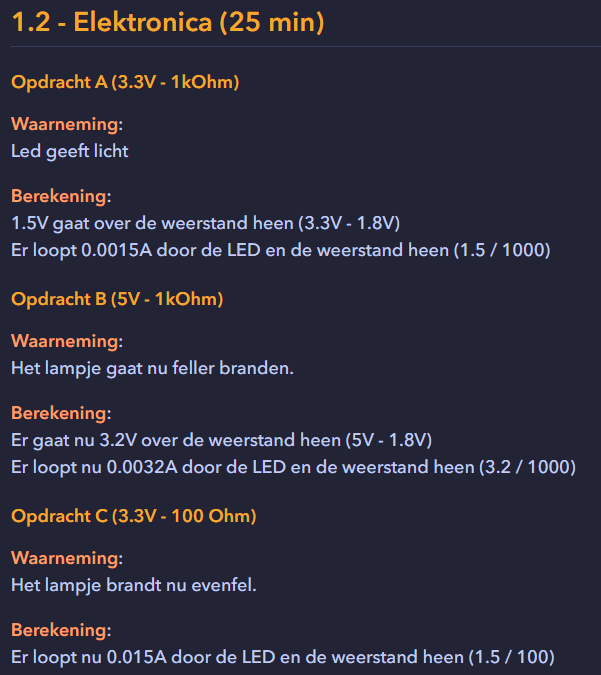 1.2 - Elektronica (25 min)
Opdracht A (3.3V - 1kOhm)
Waarneming:
Led geeft licht
Berekening:
1.5V gaat over de weerstand heen (3.3V - 1.8V)
Er loopt 0.0015A door de LED en de weerstand heen (1.5 / 1000)
Opdracht B (5V - 1kOhm)
Waarneming:
Het lampje gaat nu feller branden.
Berekening:
Er gaat nu 3.2V over de weerstand heen (5V - 1.8V)
Er loopt nu 0.0032A door de LED en de weerstand heen (3.2 / 1000)
Opdracht C (3.3V - 100 Ohm)
Waarneming:
Het lampje brandt nu evenfel.
Berekening:
Er loopt nu 0.015A door de LED en de weerstand heen (1.5 / 100)